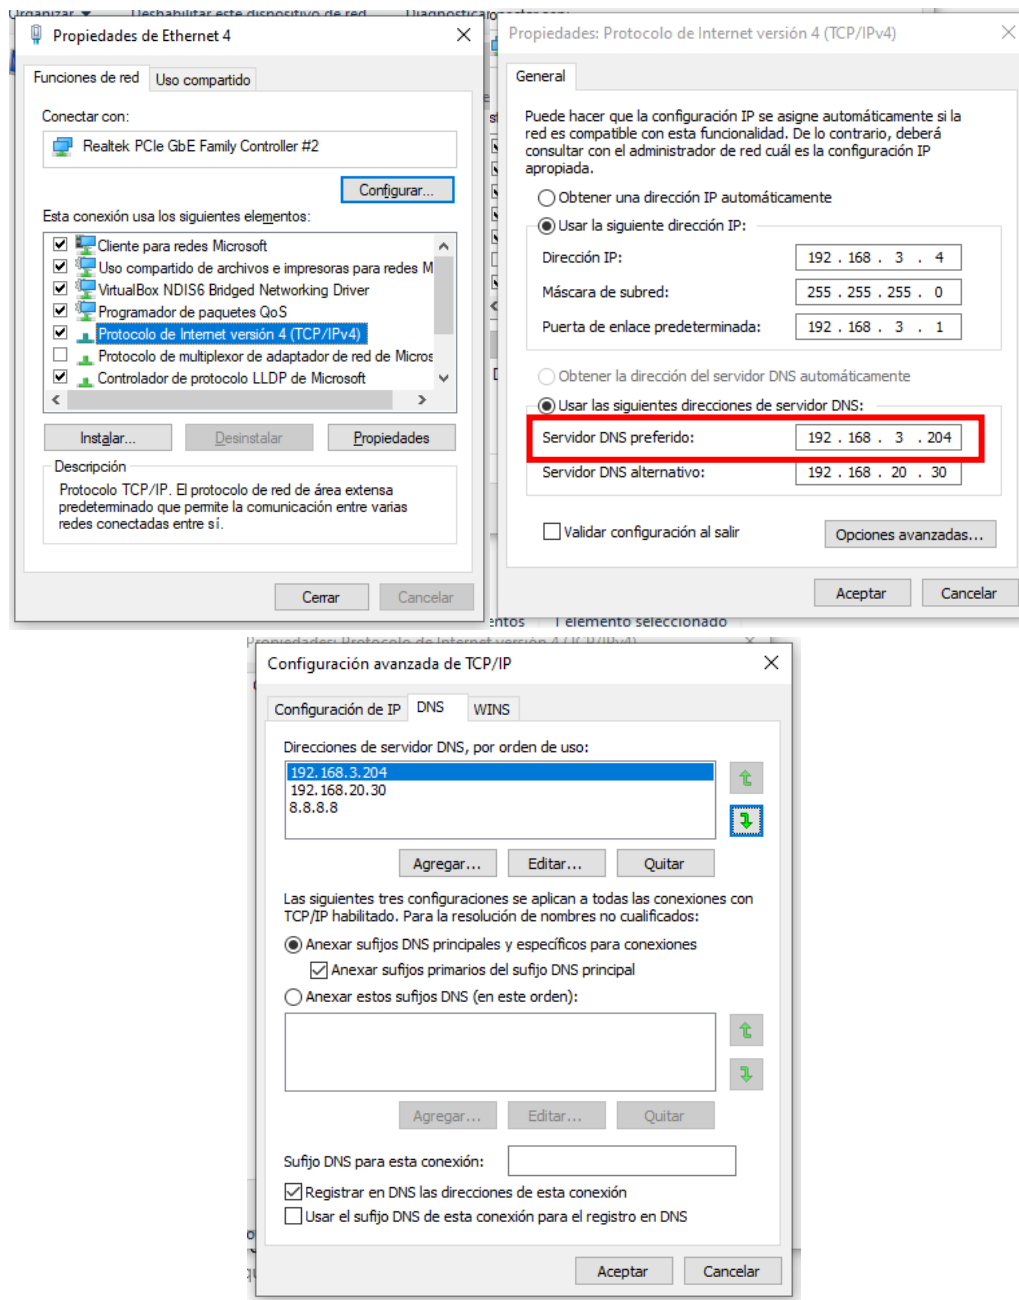 Organizar
Deshabilitar este dispositivo de red
Propiedades de Ethernet 4
Funciones de red
Uso compartido
Conectar con:
Realtek PCIe GbE Family Controller #2
Configurar...
Esta conexión usa los siguientes elementos:
Cliente para redes Microsoft
Uso compartido de archivos e impresoras para redes M
VirtualBox NDIS6 Bridged Networking Driver
Programador de paquetes QoS
Protocolo de Internet versión 4 (TCP/IPv4)
Protocolo de multiplexor de adaptador de red de Micros
Controlador de protocolo LLDP de Microsoft
Instalar...
Desinstalar
Propiedades
Descripción
Protocolo TCP/IP. El protocolo de red de área extensa
predeterminado que permite la comunicación entre varias
redes conectadas entre sí.
Cerrar
Cancelar
Propiedades: Protocolo de Internet versión 4 (TCP/IPv4)
General
Puede hacer que la configuración IP se asigne automáticamente si la
red es compatible con esta funcionalidad. De lo contrario, deberá
consultar con el administrador de red cuál es la configuración IP
apropiada.
Obtener una dirección IP automáticamente
Usar la siguiente dirección IP:
Dirección IP: 192 . 168 . 3 . 4
Máscara de subred: 255 . 255 . 255 . 0
Puerta de enlace predeterminada: 192 . 168 . 3 . 1
Obtener la dirección del servidor DNS automáticamente
Usar las siguientes direcciones de servidor DNS:
Servidor DNS preferido: 192 . 168 . 3 . 204
Servidor DNS alternativo: 192 . 168 . 20 . 30
Validar configuración al salir
Opciones avanzadas...
Aceptar
Cancelar
1 elemento seleccionado
Propiedades: Protocolo de Internet versión 4 (TCP/IPv4)
Configuración avanzada de TCP/IP
Configuración de IP
DNS
WINS
Direcciones de servidor DNS, por orden de uso:
192.168.3.204
192.168.20.30
8.8.8.8
Agregar...
Editar...
Quitar
Las siguientes tres configuraciones se aplican a todas las conexiones con
TCP/IP habilitado. Para la resolución de nombres no cualificados:
Anexar sufijos DNS principales y específicos para conexiones
Anexar sufijos primarios del sufijo DNS principal
Anexar estos sufijos DNS (en este orden):
Agregar...
Editar...
Quitar
Sufijo DNS para esta conexión:
Registrar en DNS las direcciones de esta conexión
Usar el sufijo DNS de esta conexión para el registro en DNS
Aceptar
Cancelar